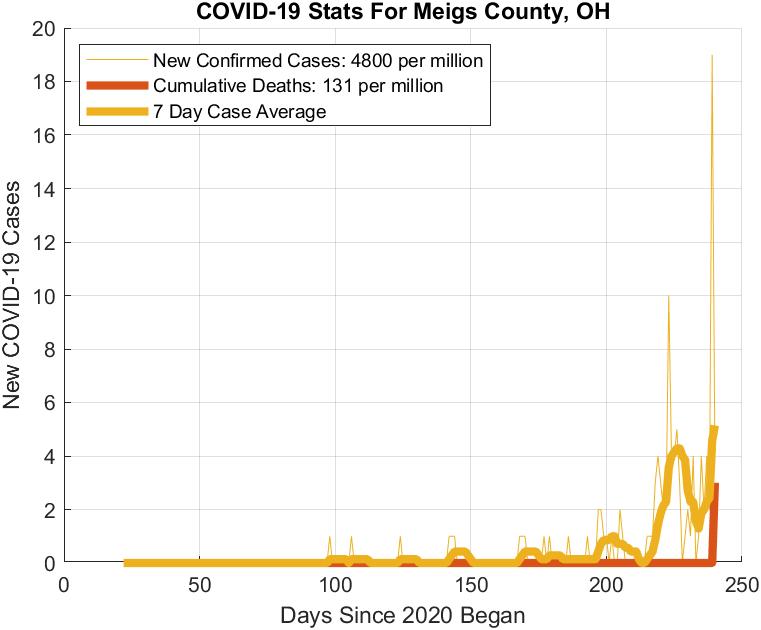 COVID-19 Stats For Meigs County, OH
20
18
16
14
12
10
8
6
4
2
0
New COVID-19 Cases
New Confirmed Cases: 4800 per million
Cumulative Deaths: 131 per million
7 Day Case Average
0 50 100 150 200 250
Days Since 2020 Began